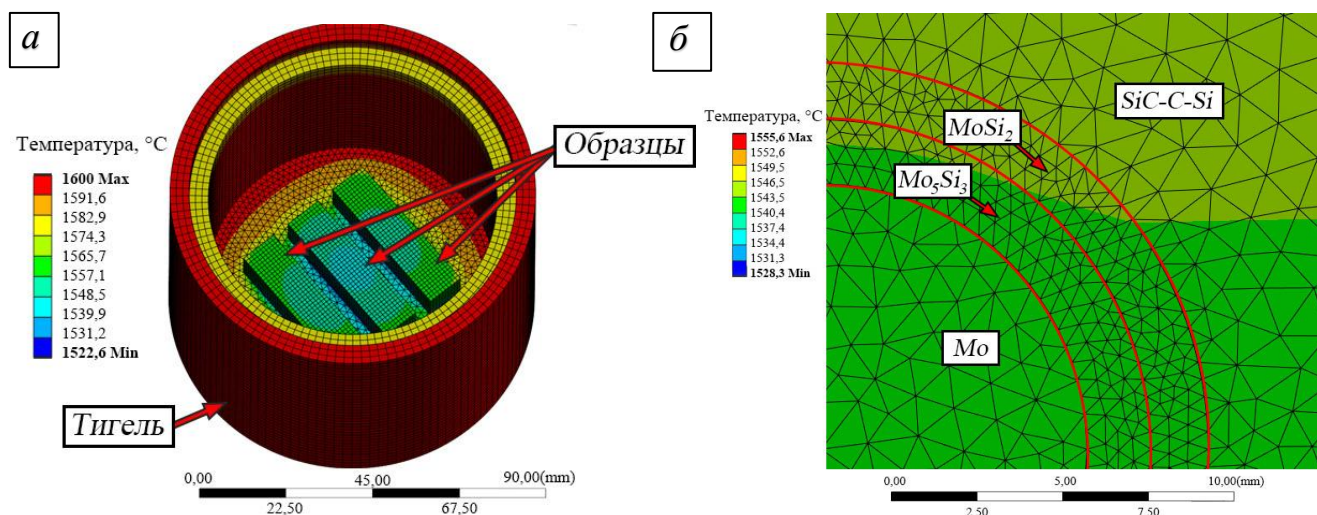 а
Температура, °C
1600 Max
1591,6
1582,9
1574,3
1565,7
1557,1
1548,5
1539,9
1531,2
1522,6 Min
Образцы
Тигель
0,00
45,00
90,00(mm)
22,50
67,50
б
Температура, °C
1555,6 Max
1552,6
1549,5
1546,5
1543,5
1540,4
1537,4
1534,4
1531,3
1528,3 Min
SiC-C-Si
MoSi₂
Mo₅Si₃
Mo
0,00
5,00
10,00(mm)
2,50
7,50